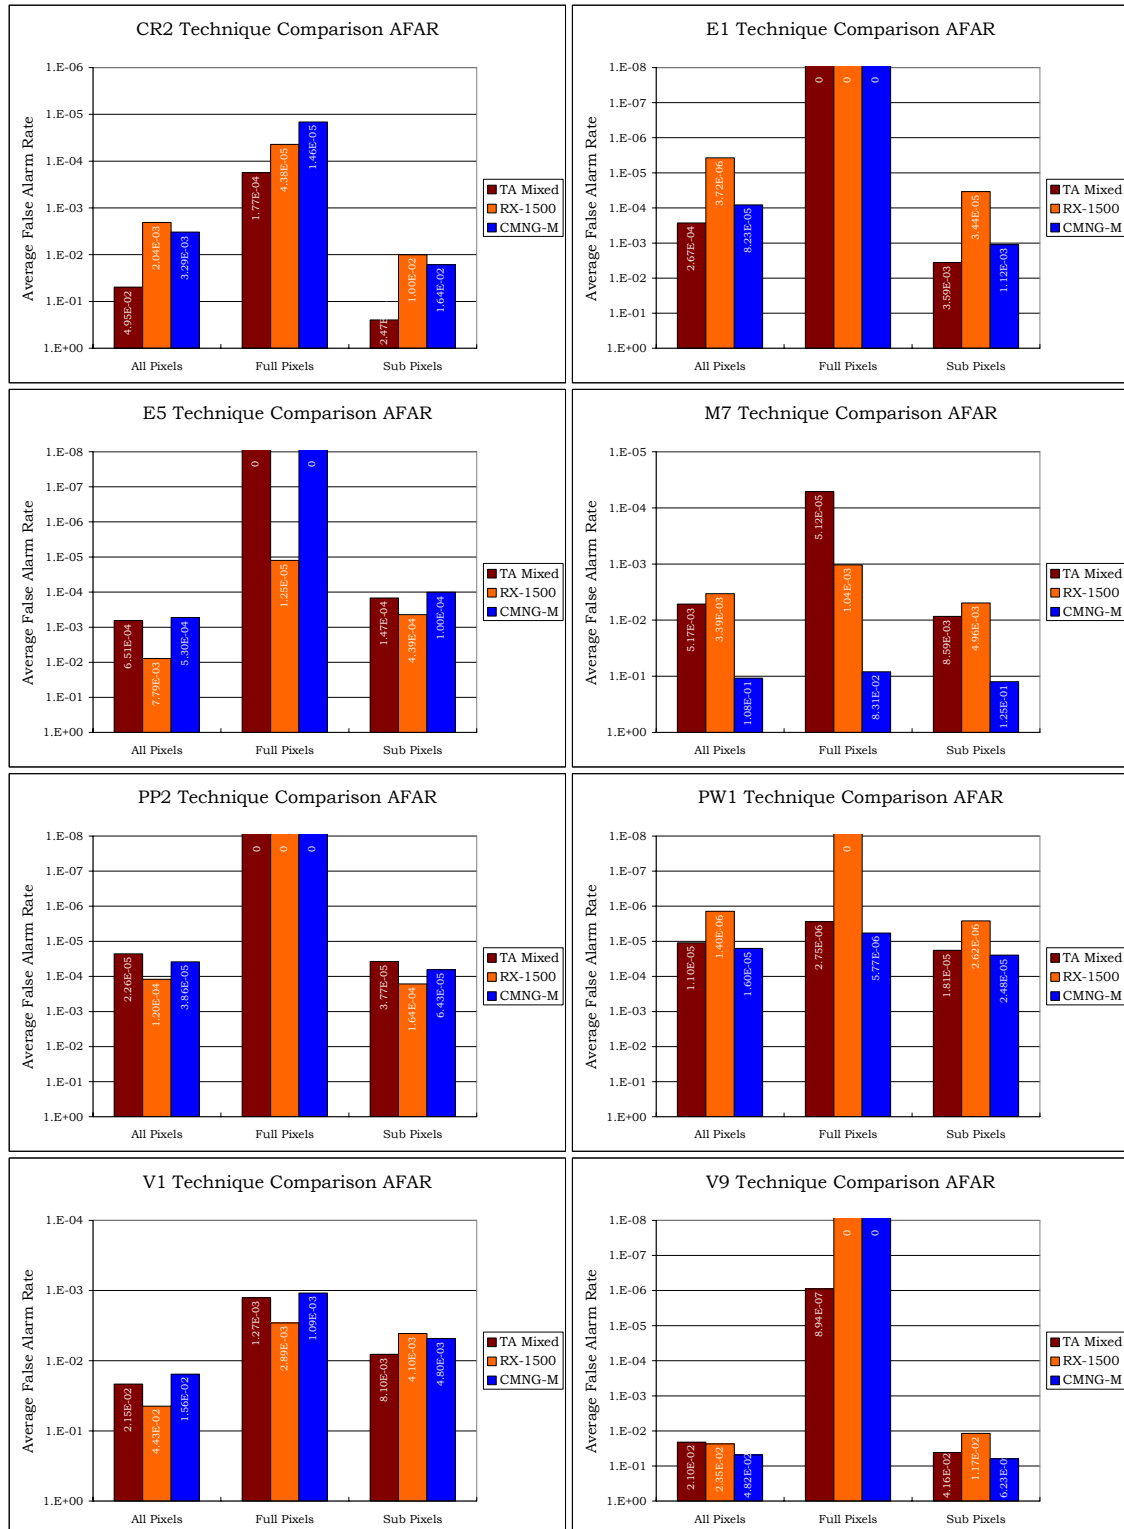 CR2 Technique Comparison AFAR
Average False Alarm Rate
1.E-06
1.E-05
1.E-04
1.E-03
1.E-02
1.E-01
1.E+00
4.95E-02
2.04E-03
3.29E-03
1.77E-04
4.38E-05
1.46E-05
2.47E
1.00E-02
1.64E-02
All Pixels
Full Pixels
Sub Pixels
TA Mixed
RX-1500
CMNG-M
E1 Technique Comparison AFAR
Average False Alarm Rate
1.E-08
1.E-07
1.E-06
1.E-05
1.E-04
1.E-03
1.E-02
1.E-01
1.E+00
2.67E-04
3.72E-06
8.23E-05
0
0
0
3.59E-03
3.44E-05
1.12E-03
All Pixels
Full Pixels
Sub Pixels
TA Mixed
RX-1500
CMNG-M
E5 Technique Comparison AFAR
Average False Alarm Rate
1.E-08
1.E-07
1.E-06
1.E-05
1.E-04
1.E-03
1.E-02
1.E-01
1.E+00
6.51E-04
7.79E-03
5.30E-04
0
1.25E-05
0
1.47E-04
4.39E-04
1.00E-04
All Pixels
Full Pixels
Sub Pixels
TA Mixed
RX-1500
CMNG-M
M7 Technique Comparison AFAR
Average False Alarm Rate
1.E-05
1.E-04
1.E-03
1.E-02
1.E-01
1.E+00
5.17E-03
3.39E-03
1.08E-01
5.12E-05
1.04E-03
8.31E-02
8.59E-03
4.96E-03
1.25E-01
All Pixels
Full Pixels
Sub Pixels
TA Mixed
RX-1500
CMNG-M
PP2 Technique Comparison AFAR
Average False Alarm Rate
1.E-08
1.E-07
1.E-06
1.E-05
1.E-04
1.E-03
1.E-02
1.E-01
1.E+00
2.26E-05
1.20E-04
3.86E-05
0
0
0
3.77E-05
1.64E-04
6.43E-05
All Pixels
Full Pixels
Sub Pixels
TA Mixed
RX-1500
CMNG-M
PW1 Technique Comparison AFAR
Average False Alarm Rate
1.E-08
1.E-07
1.E-06
1.E-05
1.E-04
1.E-03
1.E-02
1.E-01
1.E+00
1.10E-05
1.40E-06
1.60E-05
2.75E-06
0
5.77E-06
1.81E-05
2.62E-06
2.48E-05
All Pixels
Full Pixels
Sub Pixels
TA Mixed
RX-1500
CMNG-M
V1 Technique Comparison AFAR
Average False Alarm Rate
1.E-04
1.E-03
1.E-02
1.E-01
1.E+00
2.15E-02
4.43E-02
1.56E-02
1.27E-03
2.89E-03
1.09E-03
8.10E-03
4.10E-03
4.80E-03
All Pixels
Full Pixels
Sub Pixels
TA Mixed
RX-1500
CMNG-M
V9 Technique Comparison AFAR
Average False Alarm Rate
1.E-08
1.E-07
1.E-06
1.E-05
1.E-04
1.E-03
1.E-02
1.E-01
1.E+00
2.10E-02
2.35E-02
4.82E-02
8.94E-07
0
0
4.16E-02
1.17E-02
6.23E-0
All Pixels
Full Pixels
Sub Pixels
TA Mixed
RX-1500
CMNG-M